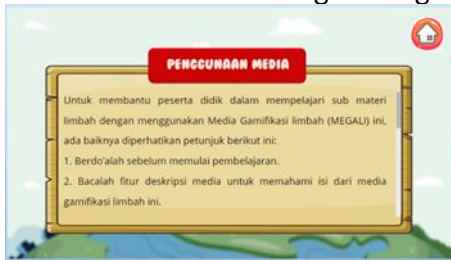 PENGGUNAAN MEDIA
Untuk membantu peserta didik dalam mempelajari sub materi
limbah dengan menggunakan Media Gamifikasi limbah (MEGALI) ini,
ada baiknya diperhatikan petunjuk berikut ini:
1. Berdo'alah sebelum memulai pembelajaran.
2. Bacalah fitur deskripsi media untuk memahami isi dari media
gamifikasi limbah ini.